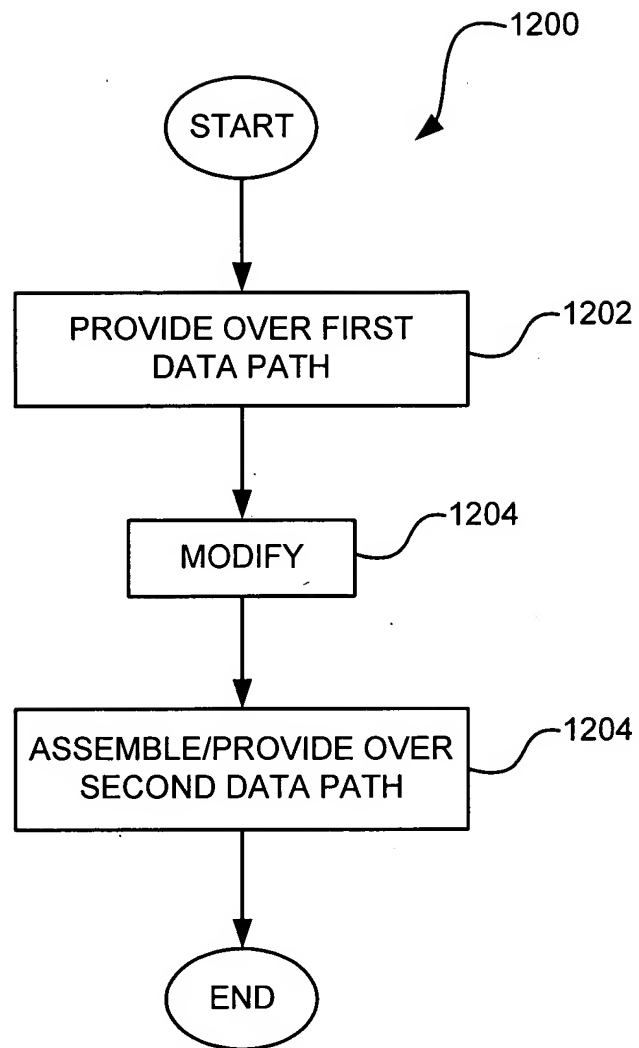 1200
START
PROVIDE OVER FIRST
DATA PATH
1202
MODIFY
1204
ASSEMBLE/PROVIDE OVER
SECOND DATA PATH
1204
END